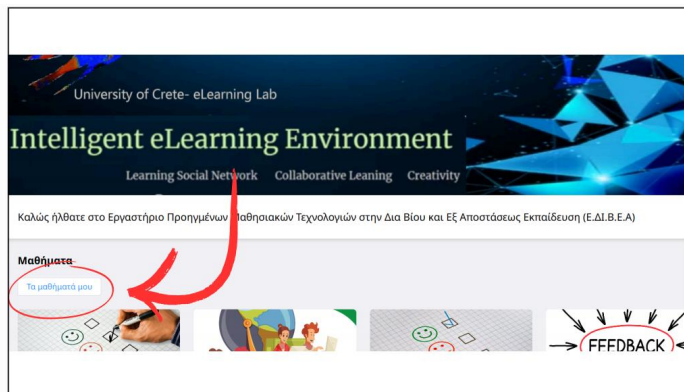 University of Crete- eLearning Lab
Intelligent eLearning Environment
Learning Social Network Collaborative Leaning Creativity
Καλώς ήλθατε στο Εργαστήριο Προηγμένων Μαθησιακών Τεχνολογιών στην Δια Βίου και Εξ Αποστάσεως Εκπαίδευση (Ε.ΔΙ.Β.Ε.Α)
Μαθήματα
Τα μαθήματά μου
FEEDBACK